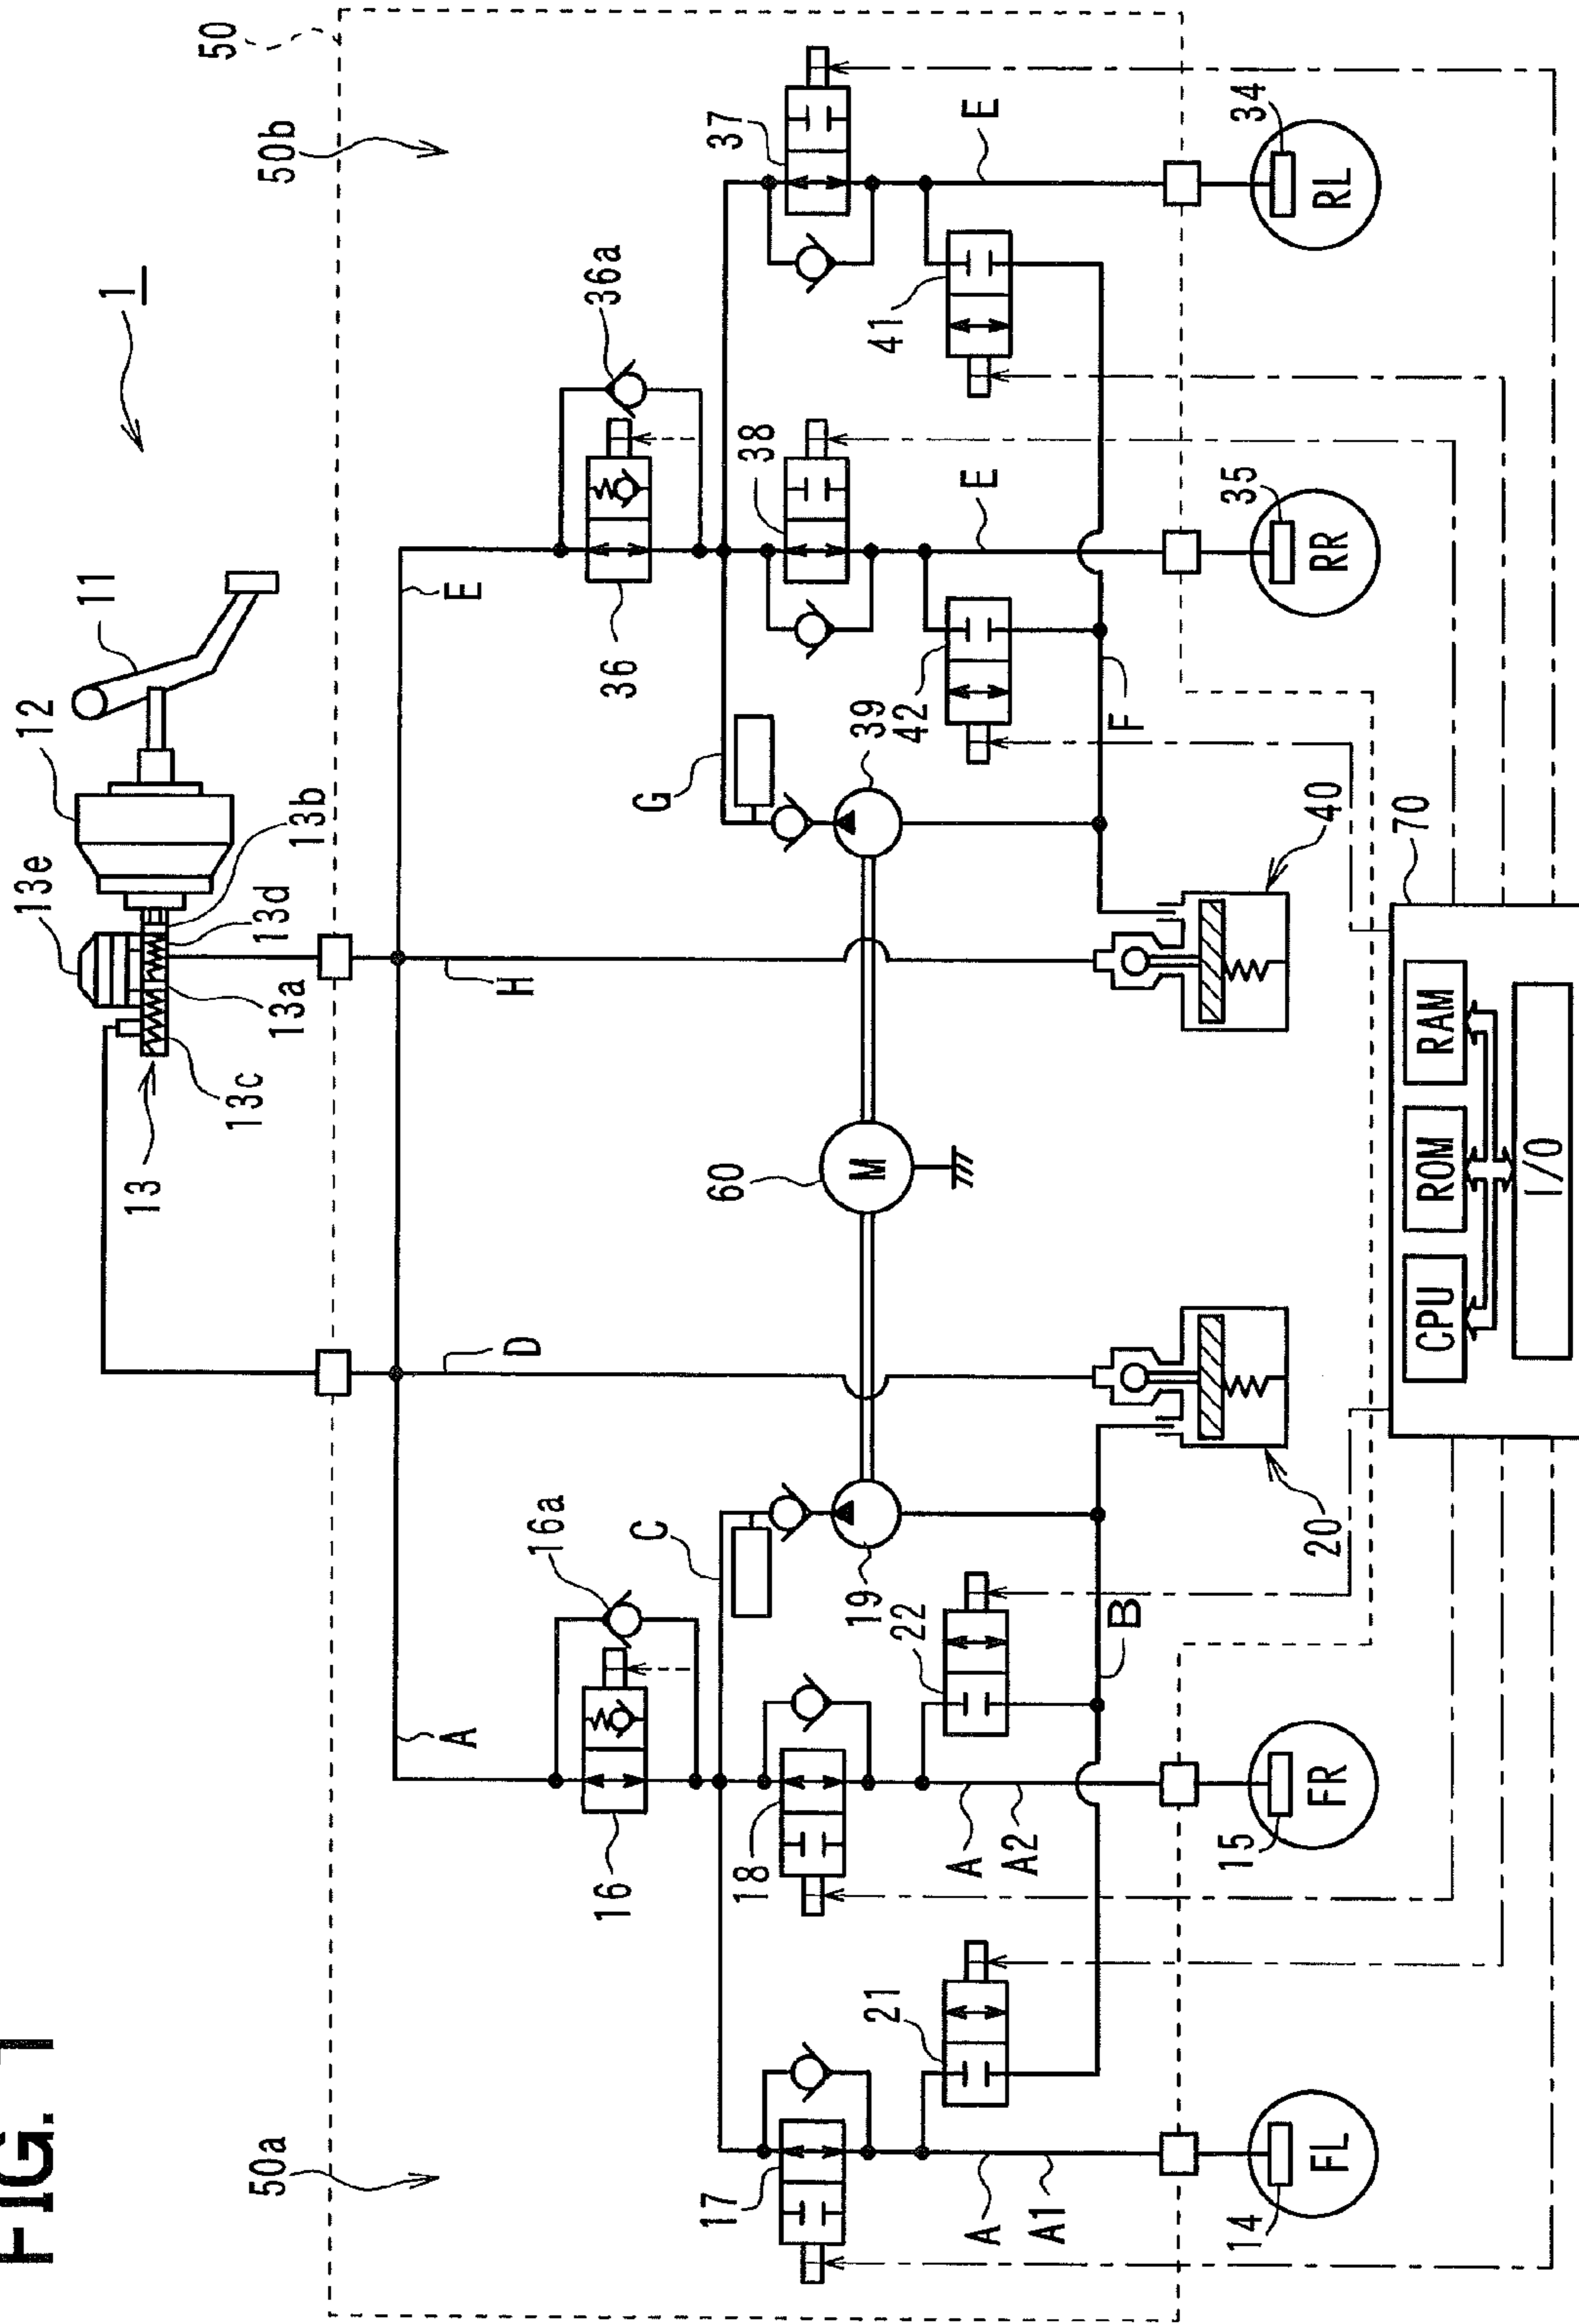 FIG. 1
1
11
12
13e
13b
13d
13a
13c
13
50
50a
50b
A
D
H
E
16a
16
36a
36
C
G
60
M
17
18
19
39
38
37
21
22
42
41
A
A1
A
A2
B
F
E
E
20
40
14
FL
15
FR
35
RR
34
RL
70
CPU
ROM
RAM
I/O